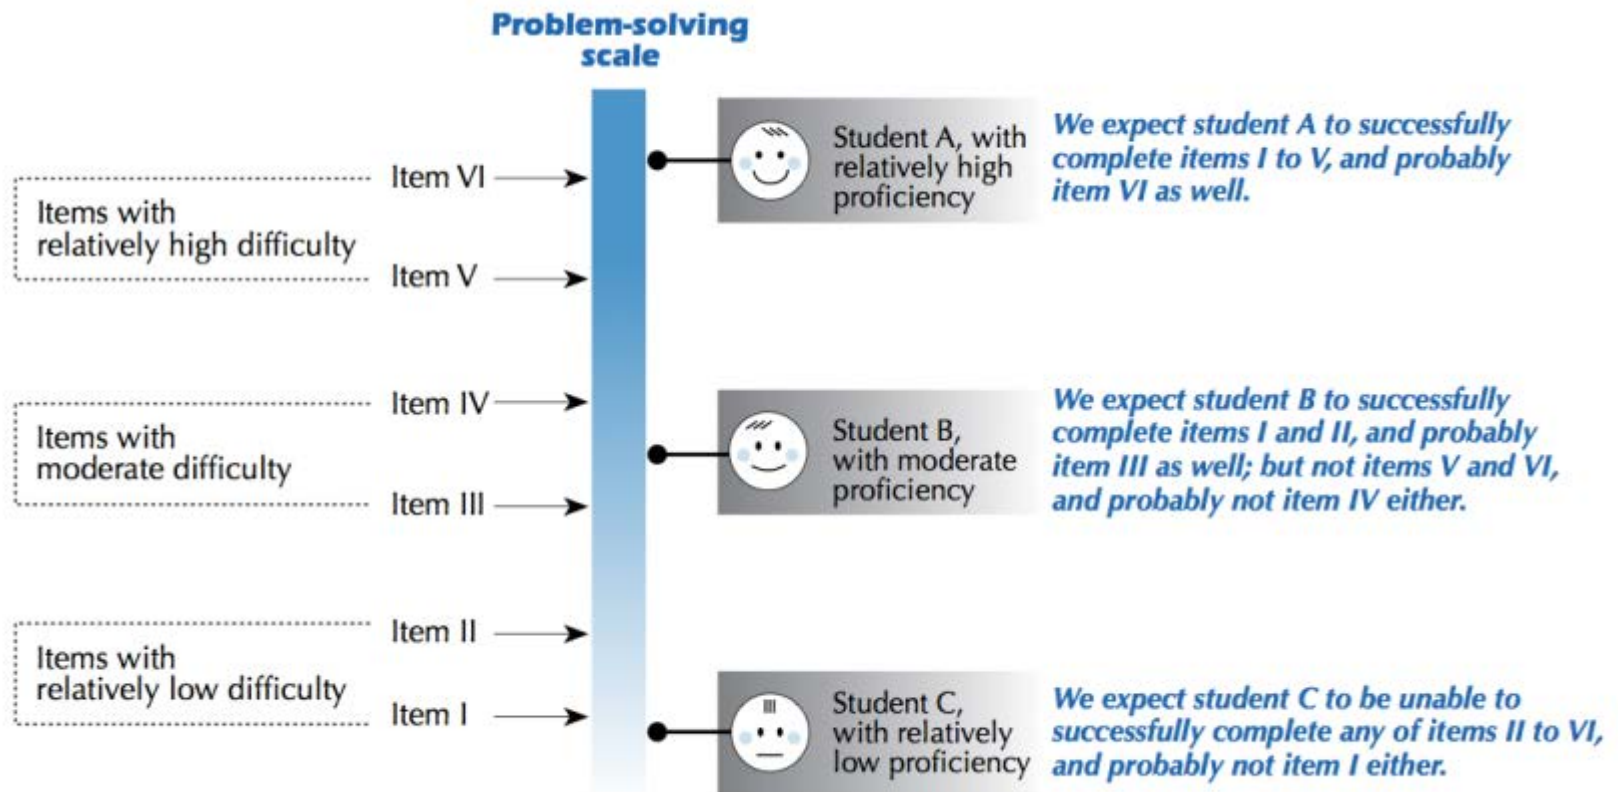 Problem-solving
scale
Item VI
Items with
relatively high difficulty
Item V
Student A, with
relatively high
proficiency
We expect student A to successfully
complete items I to V, and probably
item VI as well.
Item IV
Items with
moderate difficulty
Item III
Student B,
with moderate
proficiency
We expect student B to successfully
complete items I and II, and probably
item III as well; but not items V and VI,
and probably not item IV either.
Item II
Items with
relatively low difficulty
Item I
Student C,
with relatively
low proficiency
We expect student C to be unable to
successfully complete any of items II to VI,
and probably not item I either.